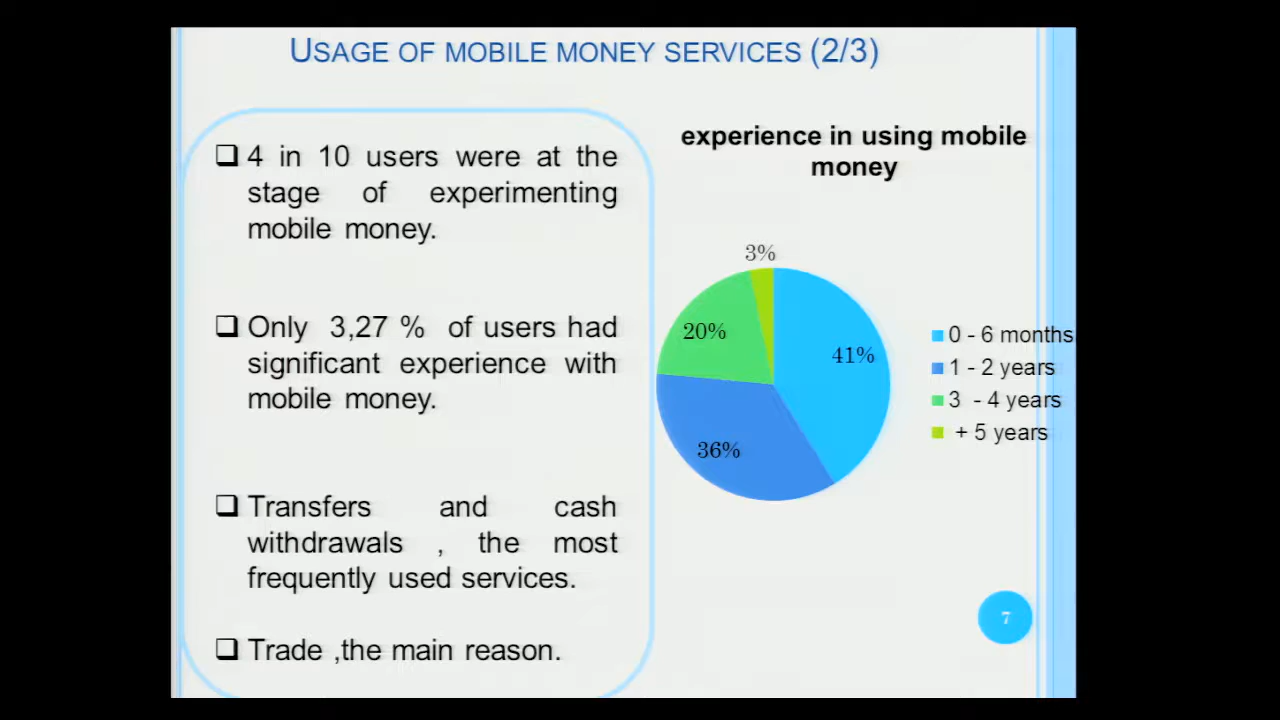 USAGE OF MOBILE MONEY SERVICES (2/3)
4 in 10 users were at the
stage of experimenting
mobile money.
Only 3,27 % of users had
significant experience with
mobile money.
Transfers and cash
withdrawals , the most
frequently used services.
Trade ,the main reason.
experience in using mobile
money
3%
20%
41%
36%
0 - 6 months
1 - 2 years
3 - 4 years
+ 5 years
7